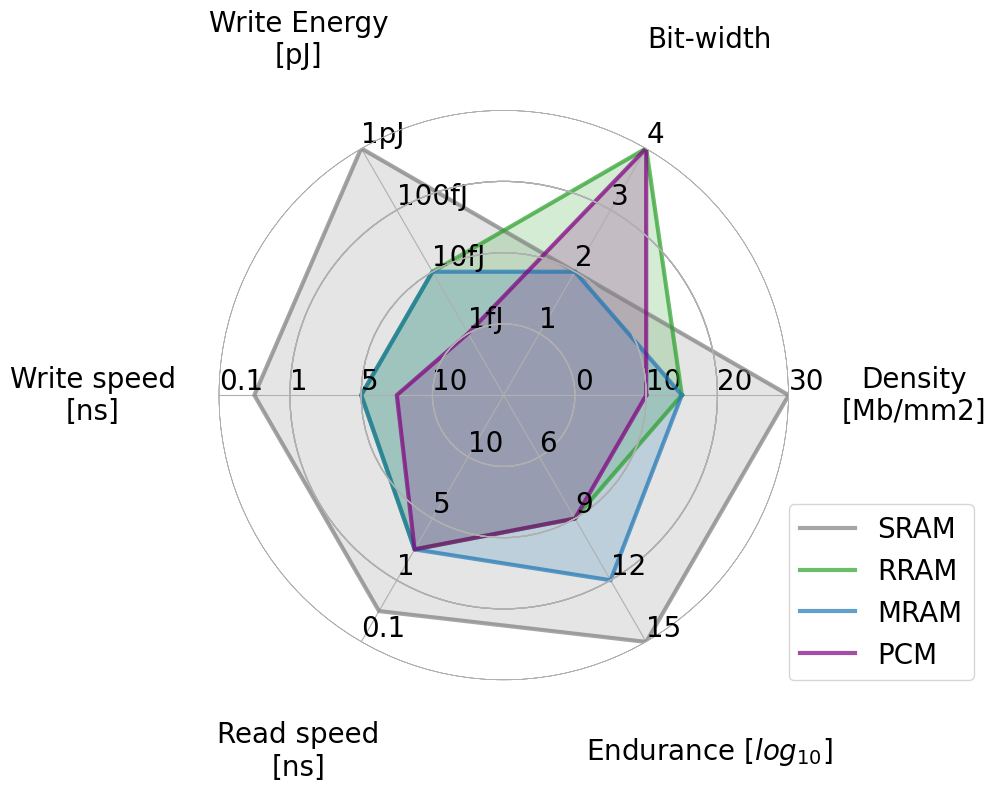 Write Energy
[pJ]
Bit-width
1pJ
4
100fJ
3
10fJ
2
1fJ
1
Write speed
[ns]
0.1
1
5
10
0
10
20
30
Density
[Mb/mm2]
10
6
5
9
1
12
0.1
15
SRAM
RRAM
MRAM
PCM
Read speed
[ns]
Endurance [log₁₀]